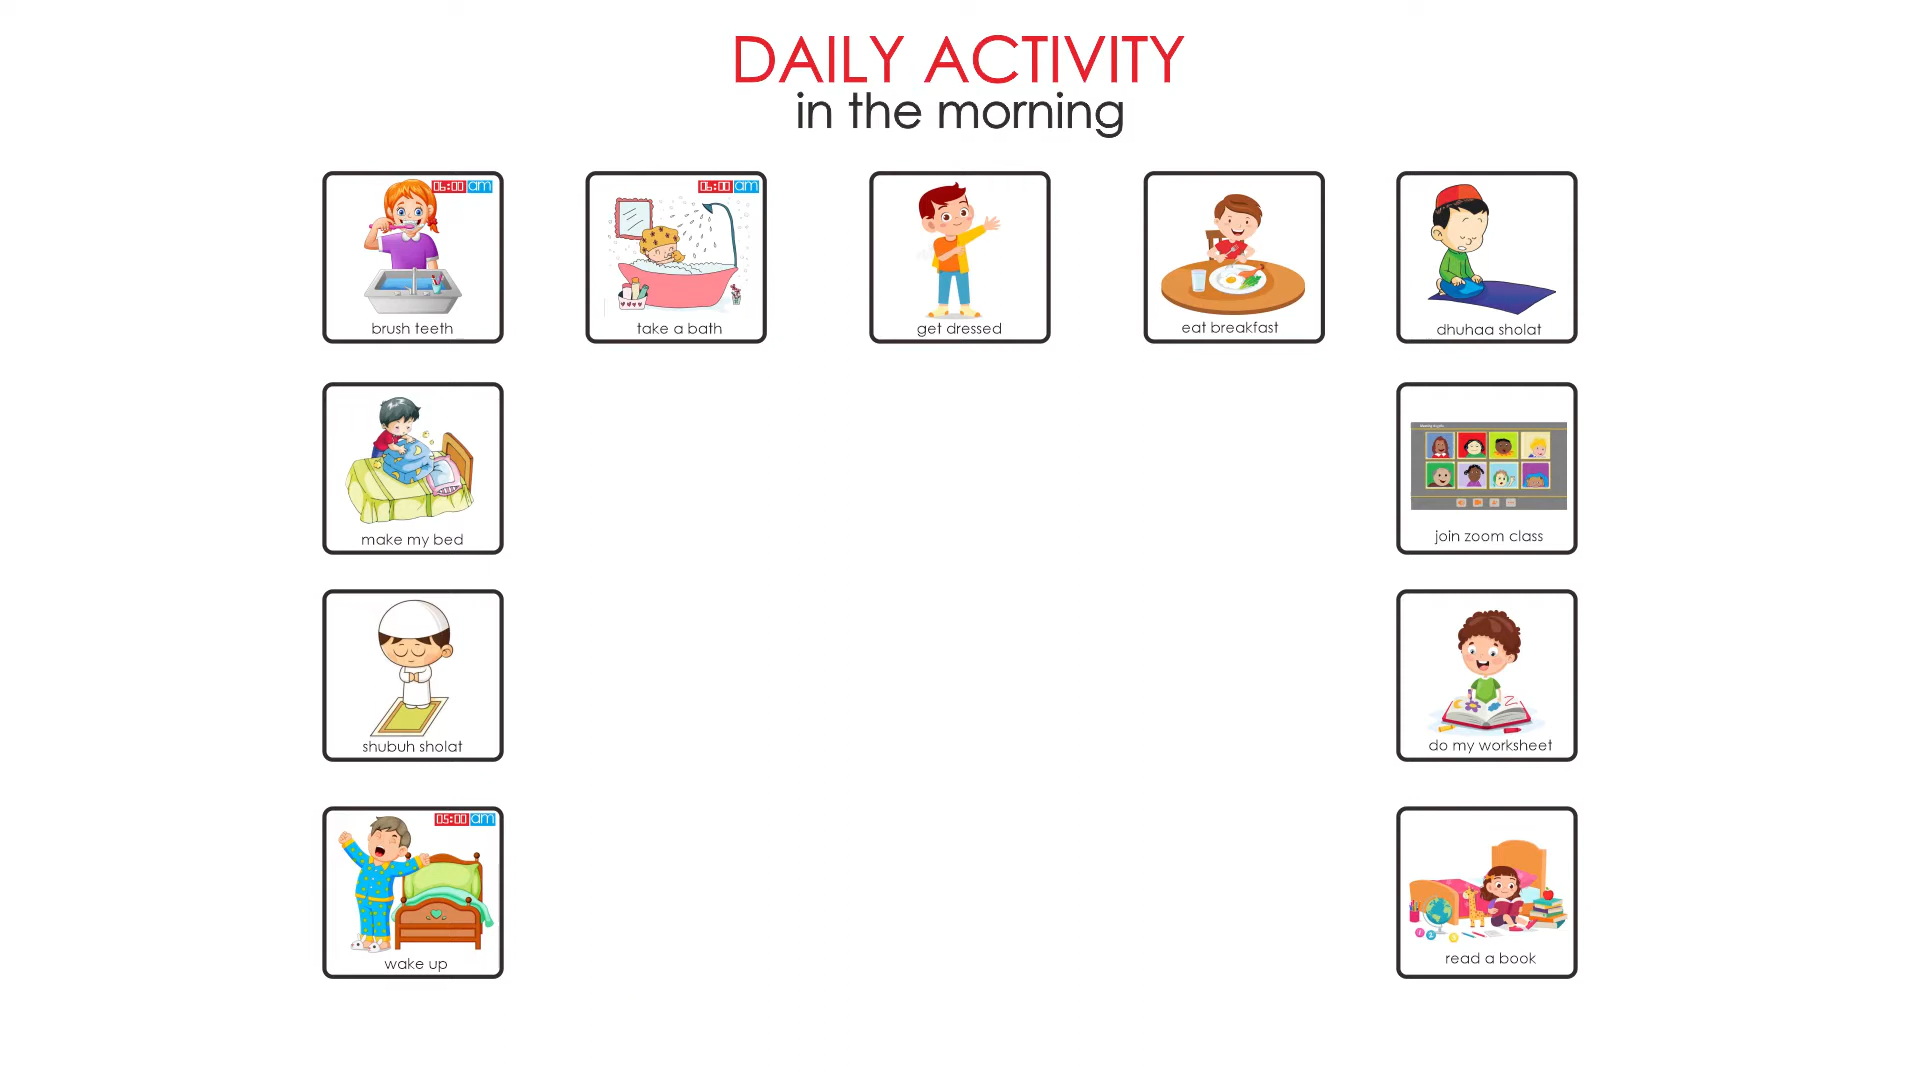 DAILY ACTIVITY
in the morning
06:00 am
brush teeth
06:00 am
take a bath
get dressed
eat breakfast
dhuhaa sholat
make my bed
join zoom class
shubuh sholat
do my worksheet
05:00 am
wake up
read a book